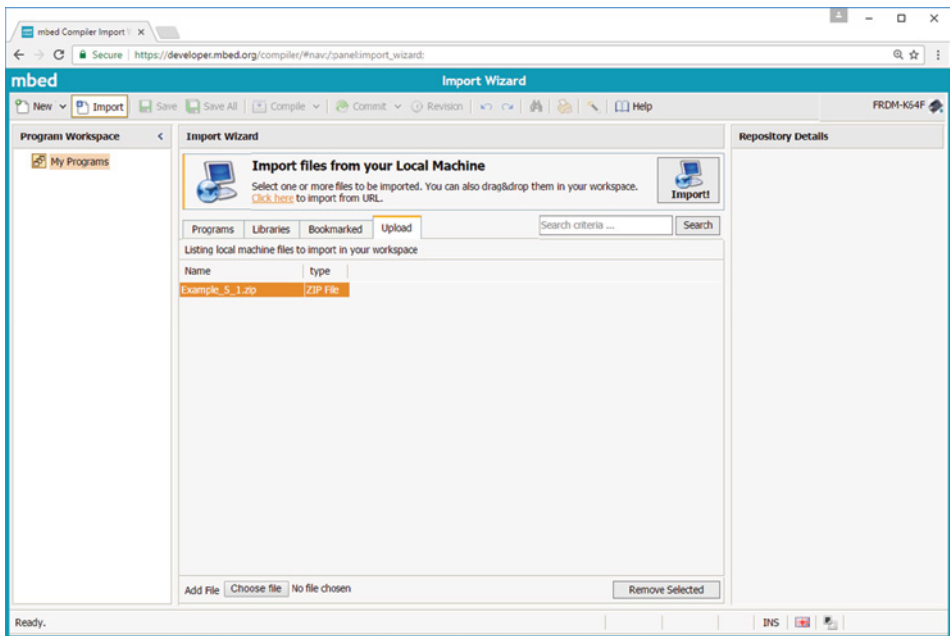 mbed Compiler Import
Secure https://developer.mbed.org/compiler/#nav:/panel:import_wizard:
mbed Import Wizard
New Import Save Save All Compile Commit Revision Help FRDM-K64F
Program Workspace < Import Wizard Repository Details
My Programs
Import files from your Local Machine
Select one or more files to be imported. You can also drag&drop them in your workspace.
Click here to import from URL.
Import!
Programs Libraries Bookmarked Upload Search criteria ... Search
Listing local machine files to import in your workspace
Name type
Example_5_1.zip ZIP File
Add File Choose file No file chosen Remove Selected
Ready. INS